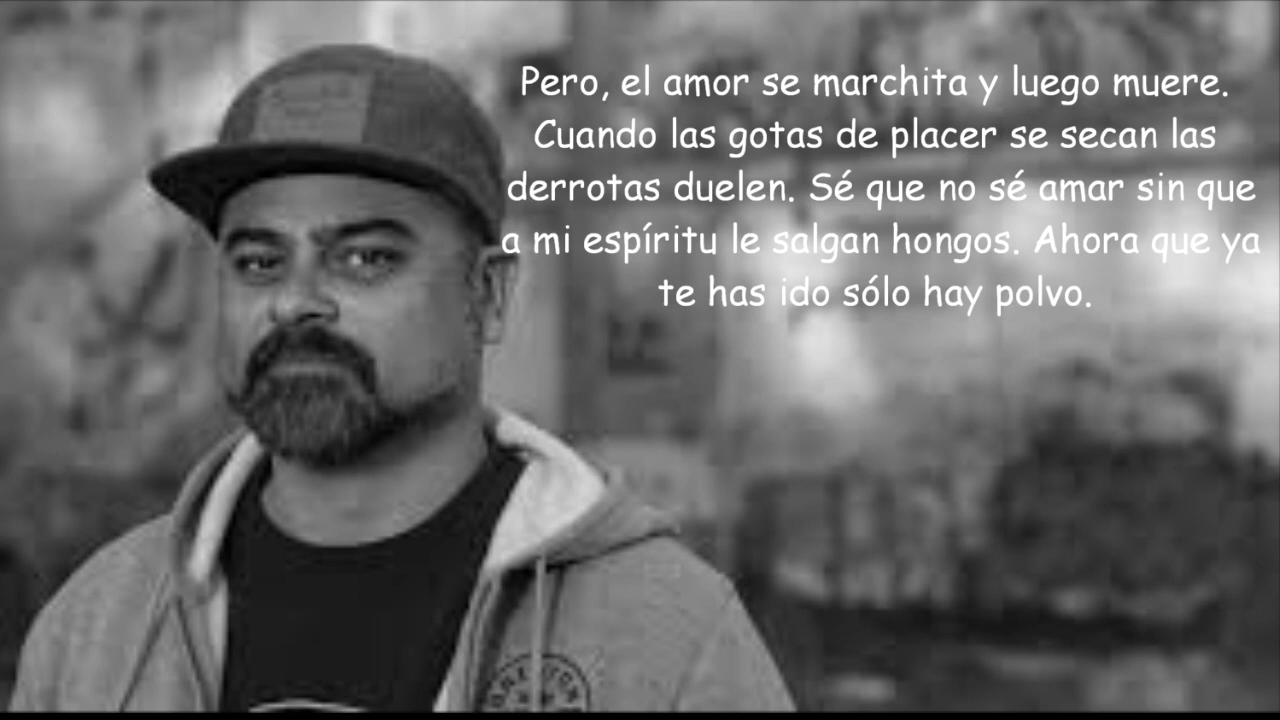 Pero, el amor se marchita y luego muere.
Cuando las gotas de placer se secan las
derrotas duelen. Sé que no sé amar sin que
a mi espíritu le salgan hongos. Ahora que ya
te has ido sólo hay polvo.